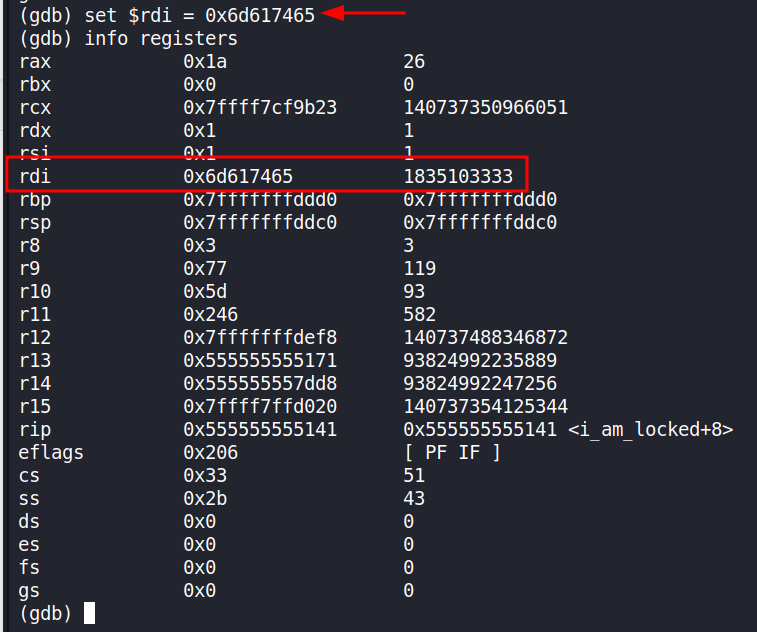 (gdb) set $rdi = 0x6d617465
(gdb) info registers
rax 0x1a 26
rbx 0x0 0
rcx 0x7ffff7cf9b23 140737350966051
rdx 0x1 1
rsi 0x1 1
rdi 0x6d617465 1835103333
rbp 0x7fffffffddd0 0x7fffffffddd0
rsp 0x7fffffffddc0 0x7fffffffddc0
r8 0x3 3
r9 0x77 119
r10 0x5d 93
r11 0x246 582
r12 0x7fffffffdef8 140737488346872
r13 0x555555555171 93824992235889
r14 0x555555557dd8 93824992247256
r15 0x7ffff7ffd020 140737354125344
rip 0x555555555141 0x555555555141 <i_am_locked+8>
eflags 0x206 [ PF IF ]
cs 0x33 51
ss 0x2b 43
ds 0x0 0
es 0x0 0
fs 0x0 0
gs 0x0 0
(gdb)